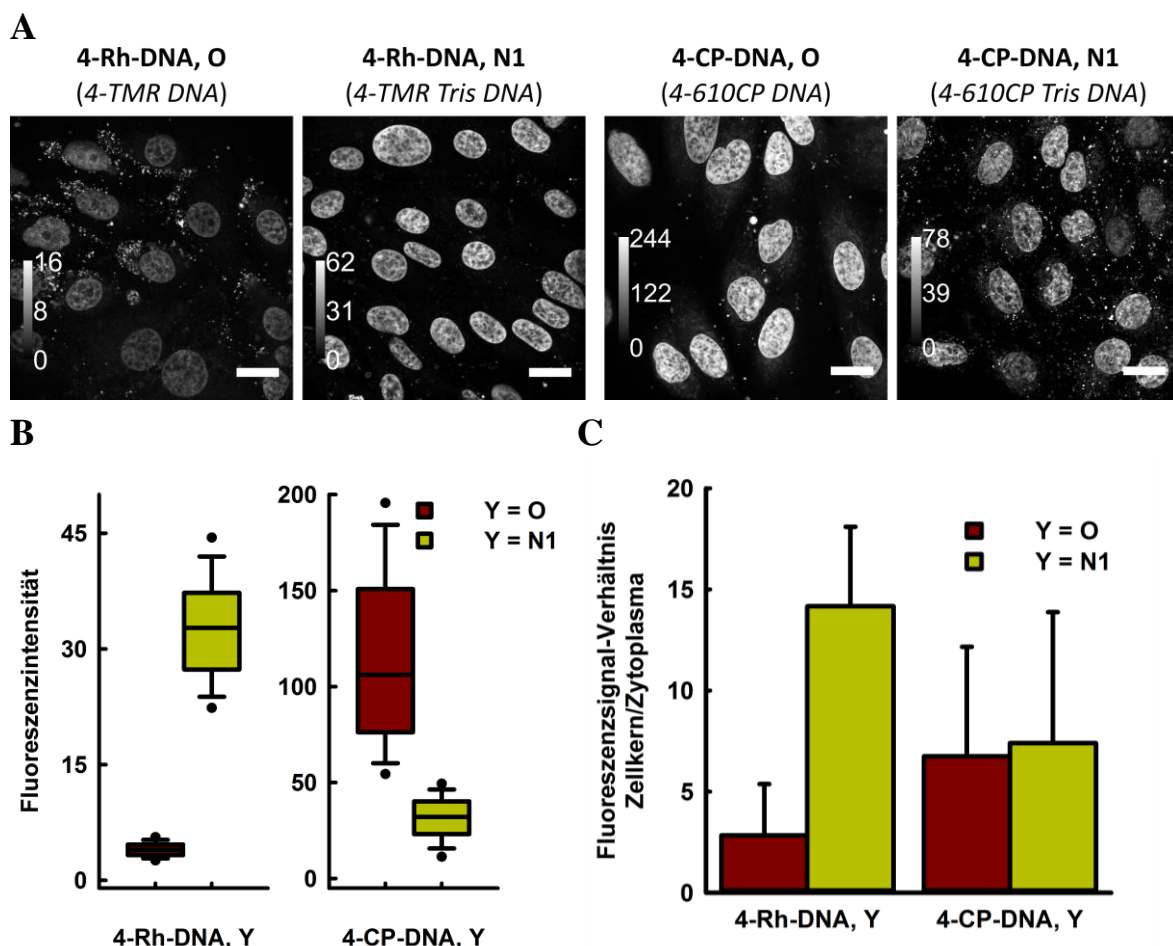 A
4-Rh-DNA, O
(4-TMR DNA)
4-Rh-DNA, N1
(4-TMR Tris DNA)
4-CP-DNA, O
(4-610CP DNA)
4-CP-DNA, N1
(4-610CP Tris DNA)
16
8
0
62
31
0
244
122
0
78
39
0
B
Fluoreszenzintensität
45
30
15
0
4-Rh-DNA, Y
200
150
100
50
0
Y = O
Y = N1
4-CP-DNA, Y
C
Fluoreszenzsignal-Verhältnis
Zellkern/Zytoplasma
20
15
10
5
0
Y = O
Y = N1
4-Rh-DNA, Y
4-CP-DNA, Y